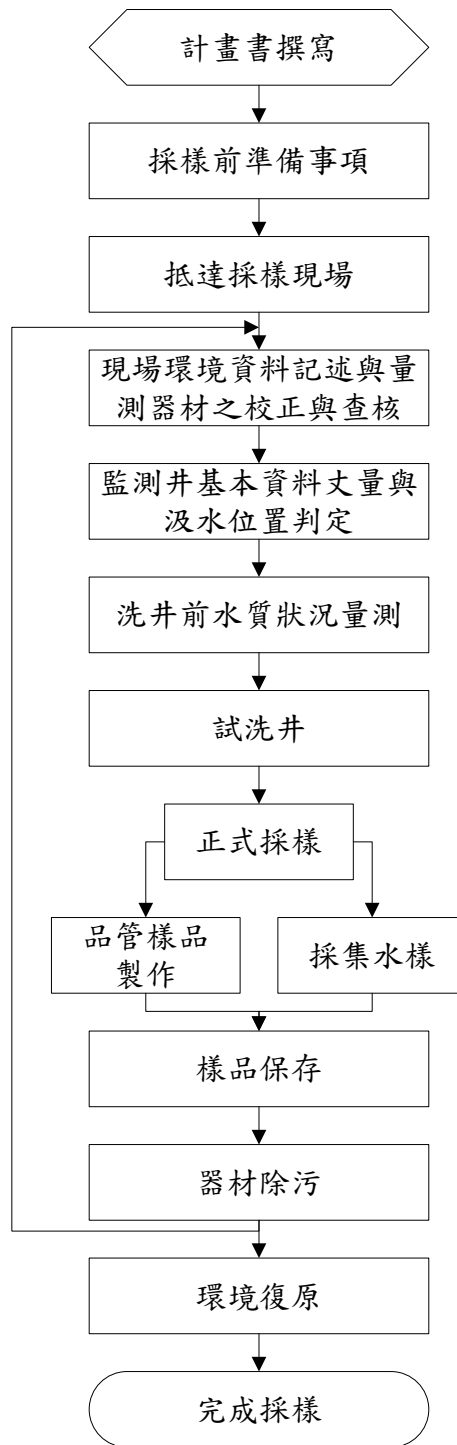 計畫書撰寫
採樣前準備事項
抵達採樣現場
現場環境資料記述與量
測器材之校正與查核
監測井基本資料丈量與
汲水位置判定
洗井前水質狀況量測
試洗井
正式採樣
品管樣品
製作
採集水樣
樣品保存
器材除污
環境復原
完成採樣